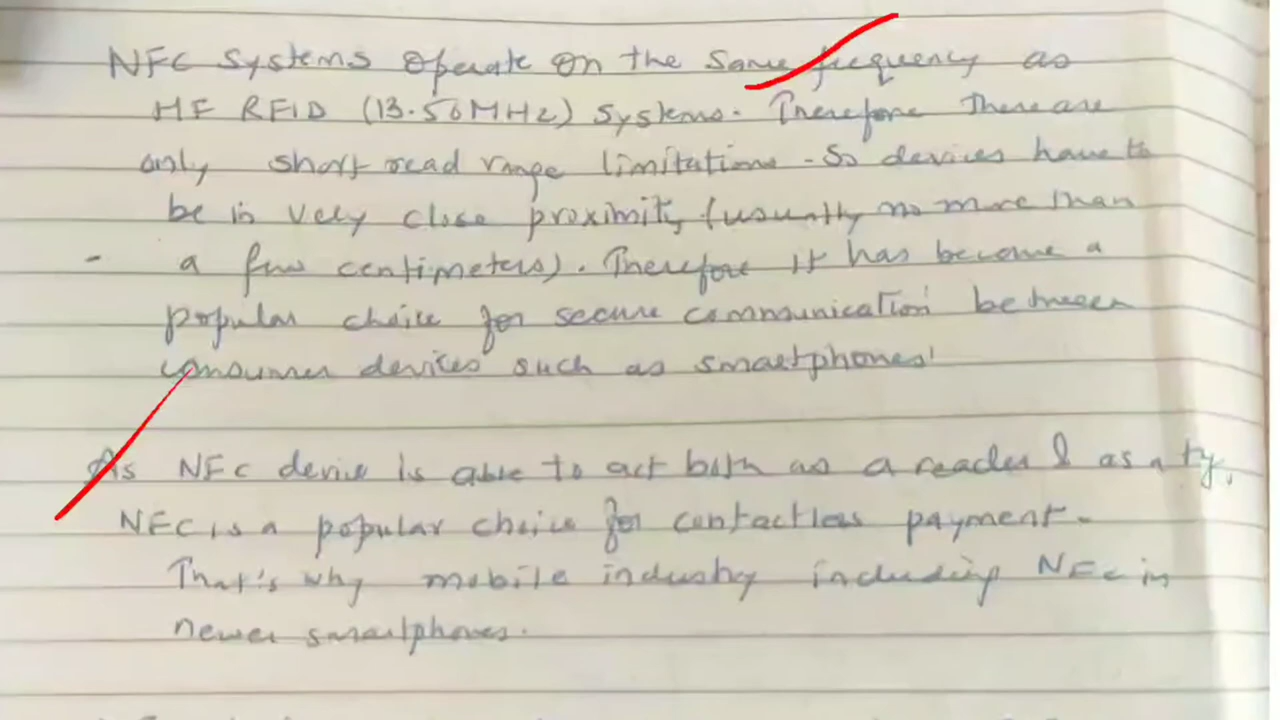 NFC Systems Operate On the Same frequency as
HF RFID (13.56MHz) Systems. Therefore there are
only short read range limitations - So devices have to
be in very close proximity (usually no more than
- a few centimeters). Therefore it has become a
popular choice for secure communication between
consumer devices such as smartphones'
As NFC device is able to act both as a reader & as a
NFC is a popular choice for contactless payment.
That's why mobile industry including NFC in
newer smartphones.